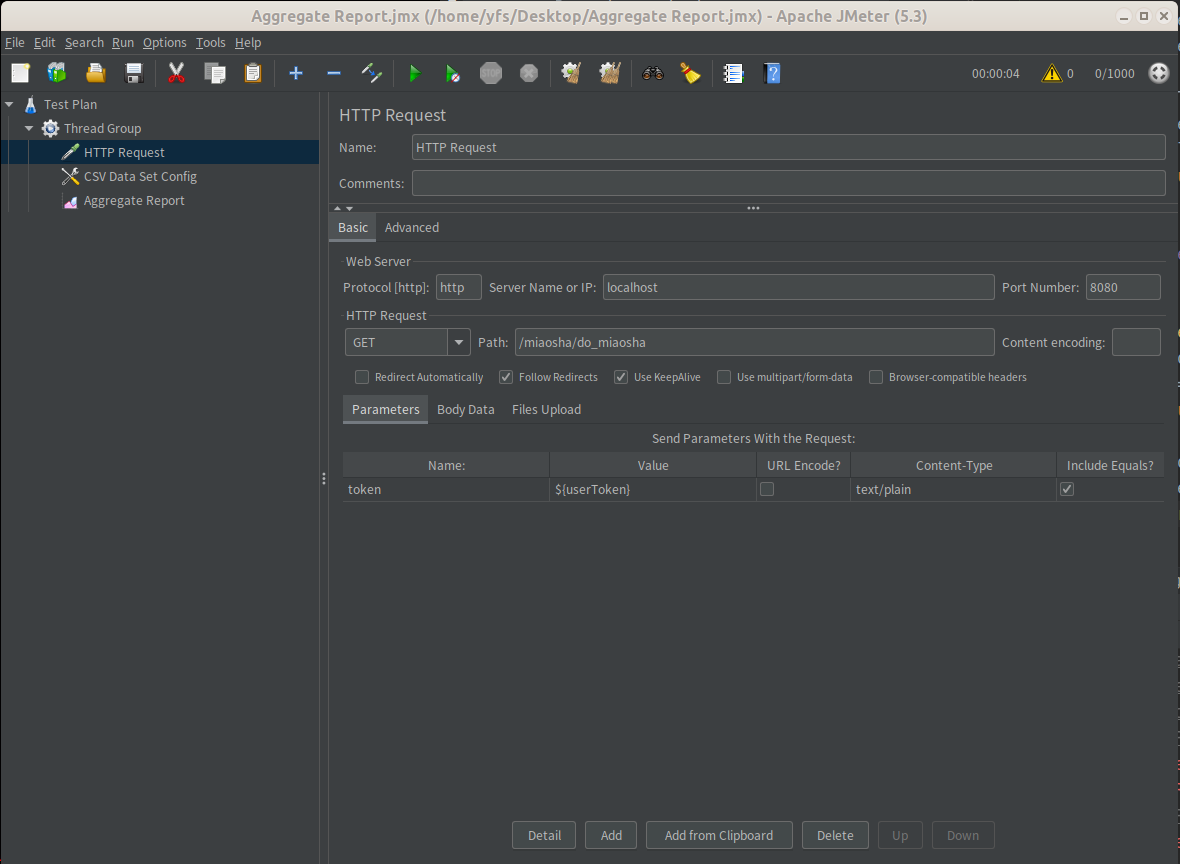 Aggregate Report.jmx (/home/yfs/Desktop/Aggregate Report.jmx) - Apache JMeter (5.3)
File Edit Search Run Options Tools Help
STOP 00:00:04 0 0/1000
Test Plan
Thread Group
HTTP Request
CSV Data Set Config
Aggregate Report
HTTP Request
Name: HTTP Request
Comments:
Basic Advanced
Web Server
Protocol [http]: http Server Name or IP: localhost Port Number: 8080
HTTP Request
GET Path: /miaosha/do_miaosha Content encoding:
Redirect Automatically Follow Redirects Use KeepAlive Use multipart/form-data Browser-compatible headers
Parameters Body Data Files Upload
Send Parameters With the Request:
Name: Value URL Encode? Content-Type Include Equals?
token ${userToken} text/plain
Detail Add Add from Clipboard Delete Up Down